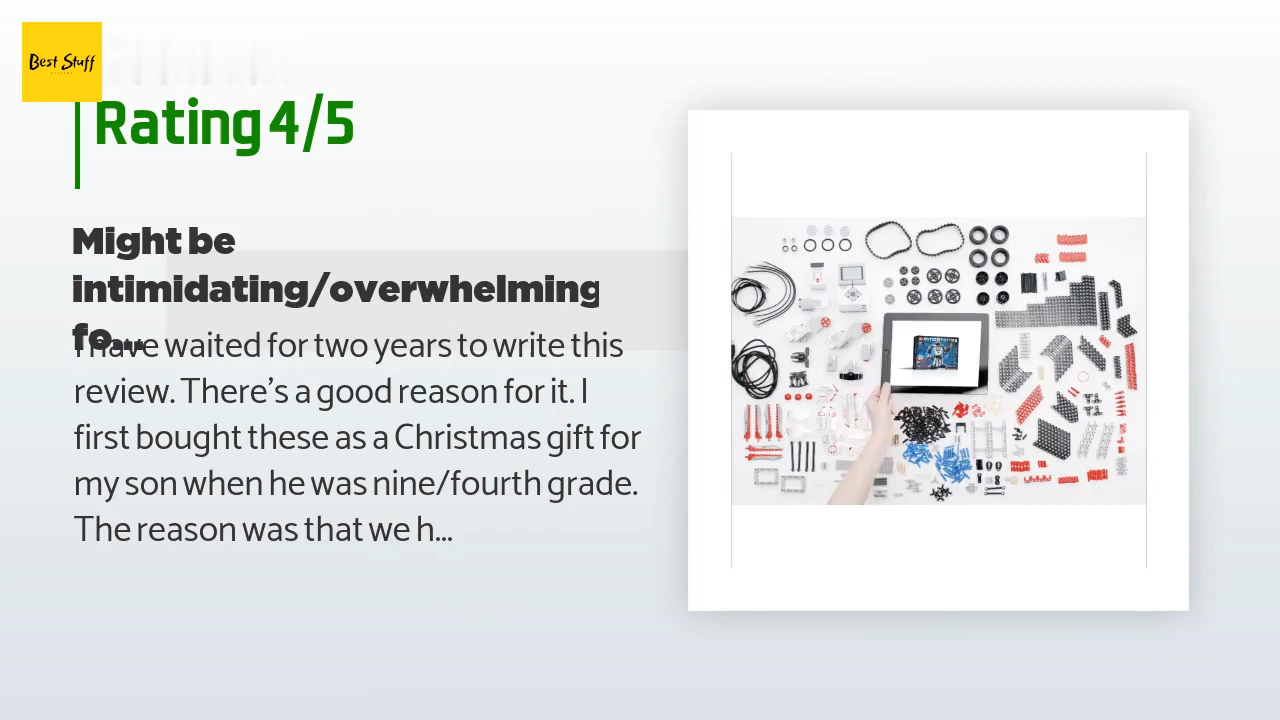 Best Stuff
Rating 4/5
Might be
intimidating/overwhelming
fo...
I have waited for two years to write this
review. There's a good reason for it. I
first bought these as a Christmas gift for
my son when he was nine/fourth grade.
The reason was that we h...
MINDSTORMS